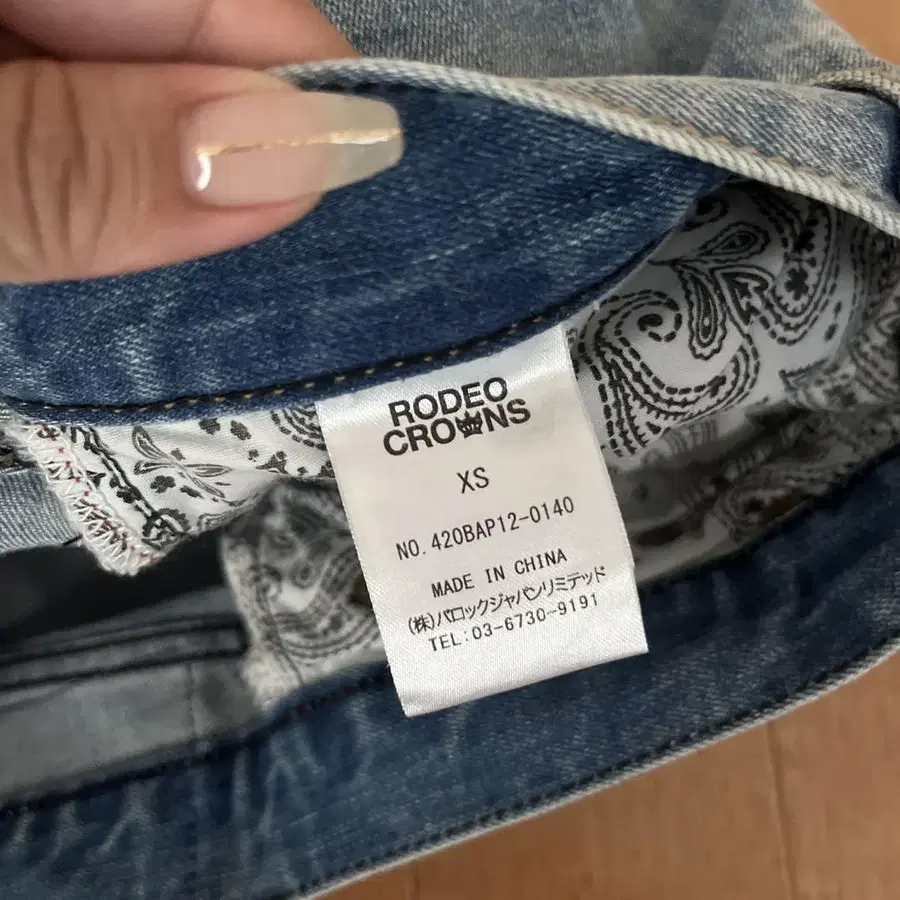 RODEO
CROWNS
XS
NO.420BAP12-0140
MADE IN CHINA
(株)バロックジャパンリミテッド
TEL:03-6730-9191